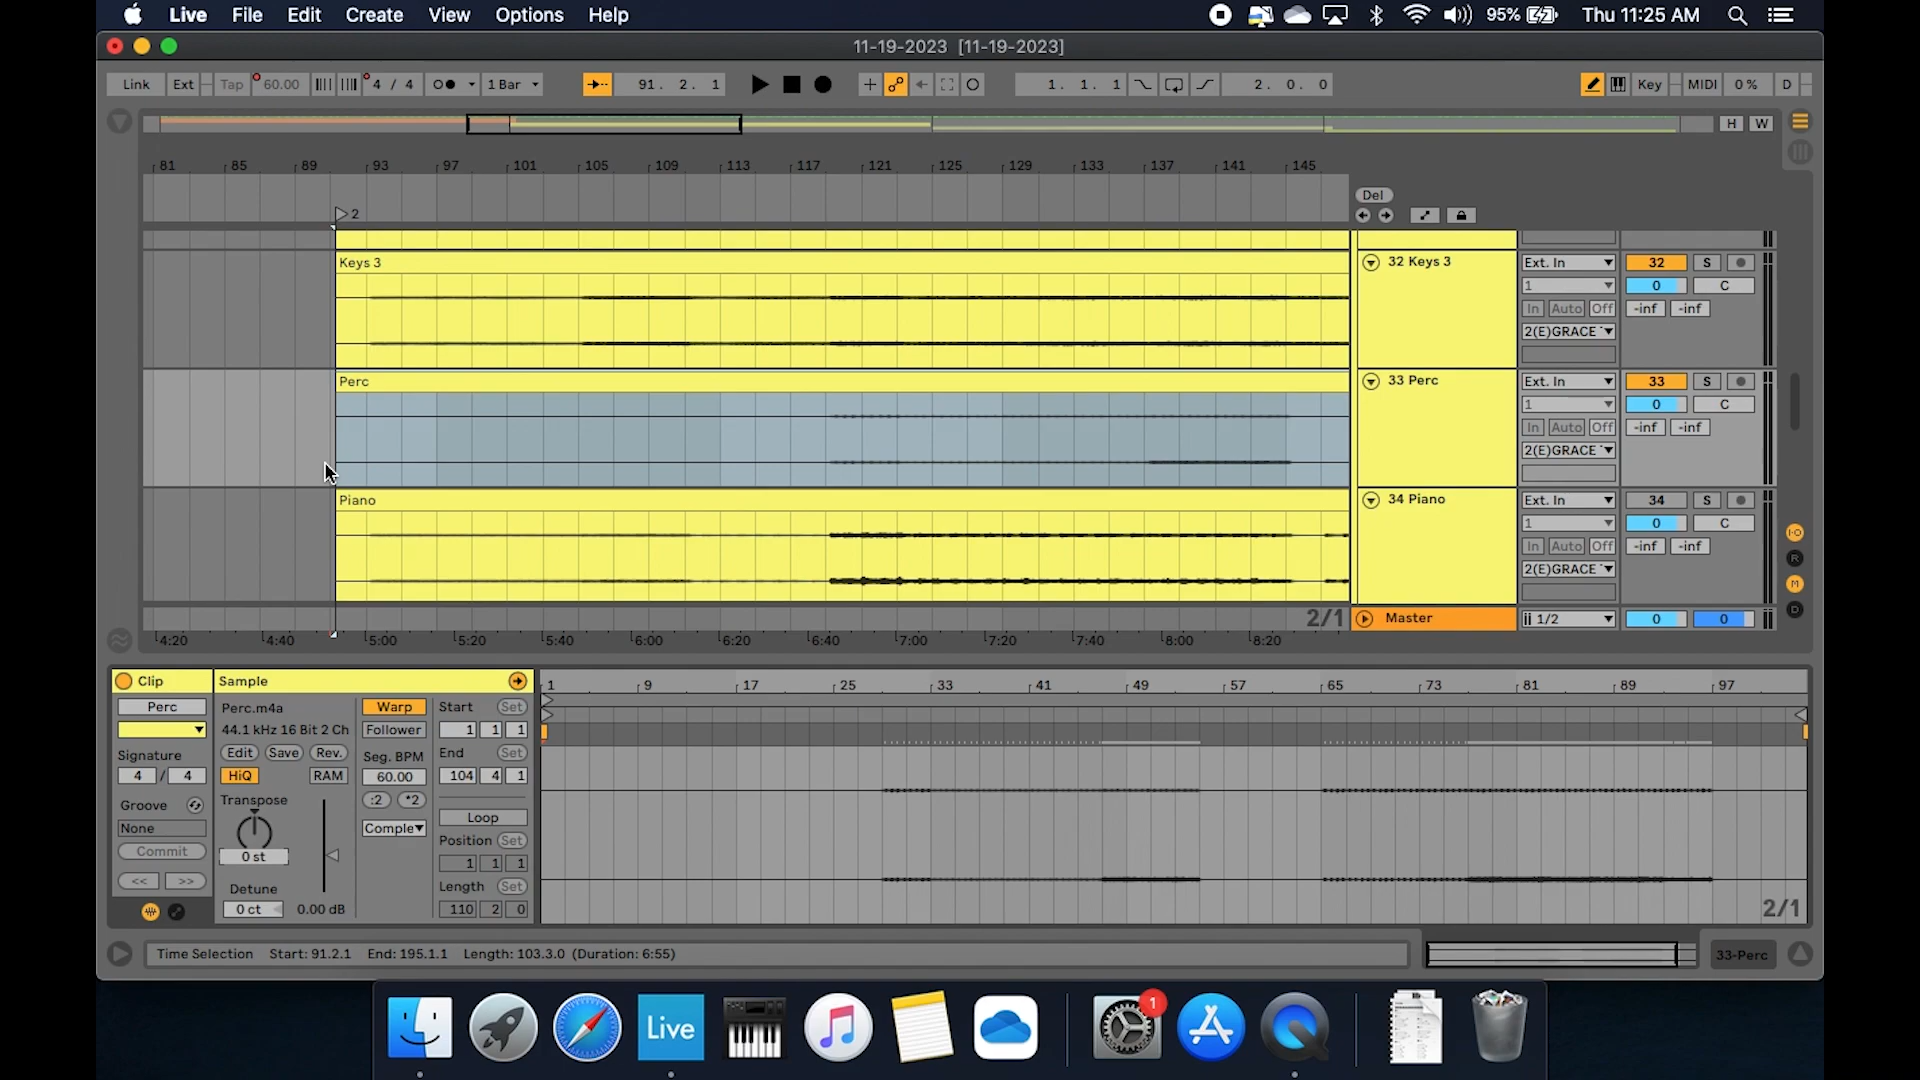 Live File Edit Create View Options Help 95% Thu 11:25 AM
11-19-2023 [11-19-2023]
Link Ext Tap 60.00 4 / 4 1 Bar 91. 2. 1 1. 1. 1 2. 0. 0 Key MIDI 0 % D
H W
81 85 89 93 97 101 105 109 113 117 121 125 129 133 137 141 145
Del
2
Keys 3 32 Keys 3 Ext. In 32 S
1 0 C
In Auto Off -inf -inf
2(E)GRACE
Perc 33 Perc Ext. In 33 S
1 0 C
In Auto Off -inf -inf
2(E)GRACE
Piano 34 Piano Ext. In 34 S
1 0 C
I-O
In Auto Off -inf -inf
R
2(E)GRACE
M
D
2/1 Master 1/2 0 0
4:20 4:40 5:00 5:20 5:40 6:00 6:20 6:40 7:00 7:20 7:40 8:00 8:20
Clip Sample 1 9 17 25 33 41 49 57 65 73 81 89 97
Perc Perc.m4a Warp Start Set
44.1 kHz 16 Bit 2 Ch Follower 1 1 1
Signature Edit Save Rev. Seg. BPM End Set
4 / 4 HiQ RAM 60.00 104 4 1
Groove Transpose :2 *2
None Comple Loop
Commit 0 st Position Set
<< >> 1 1 1
Detune Length Set
0 ct 0.00 dB 110 2 0
2/1
Time Selection Start: 91.2.1 End: 195.1.1 Length: 103.3.0 (Duration: 6:55) 33-Perc
Live 1